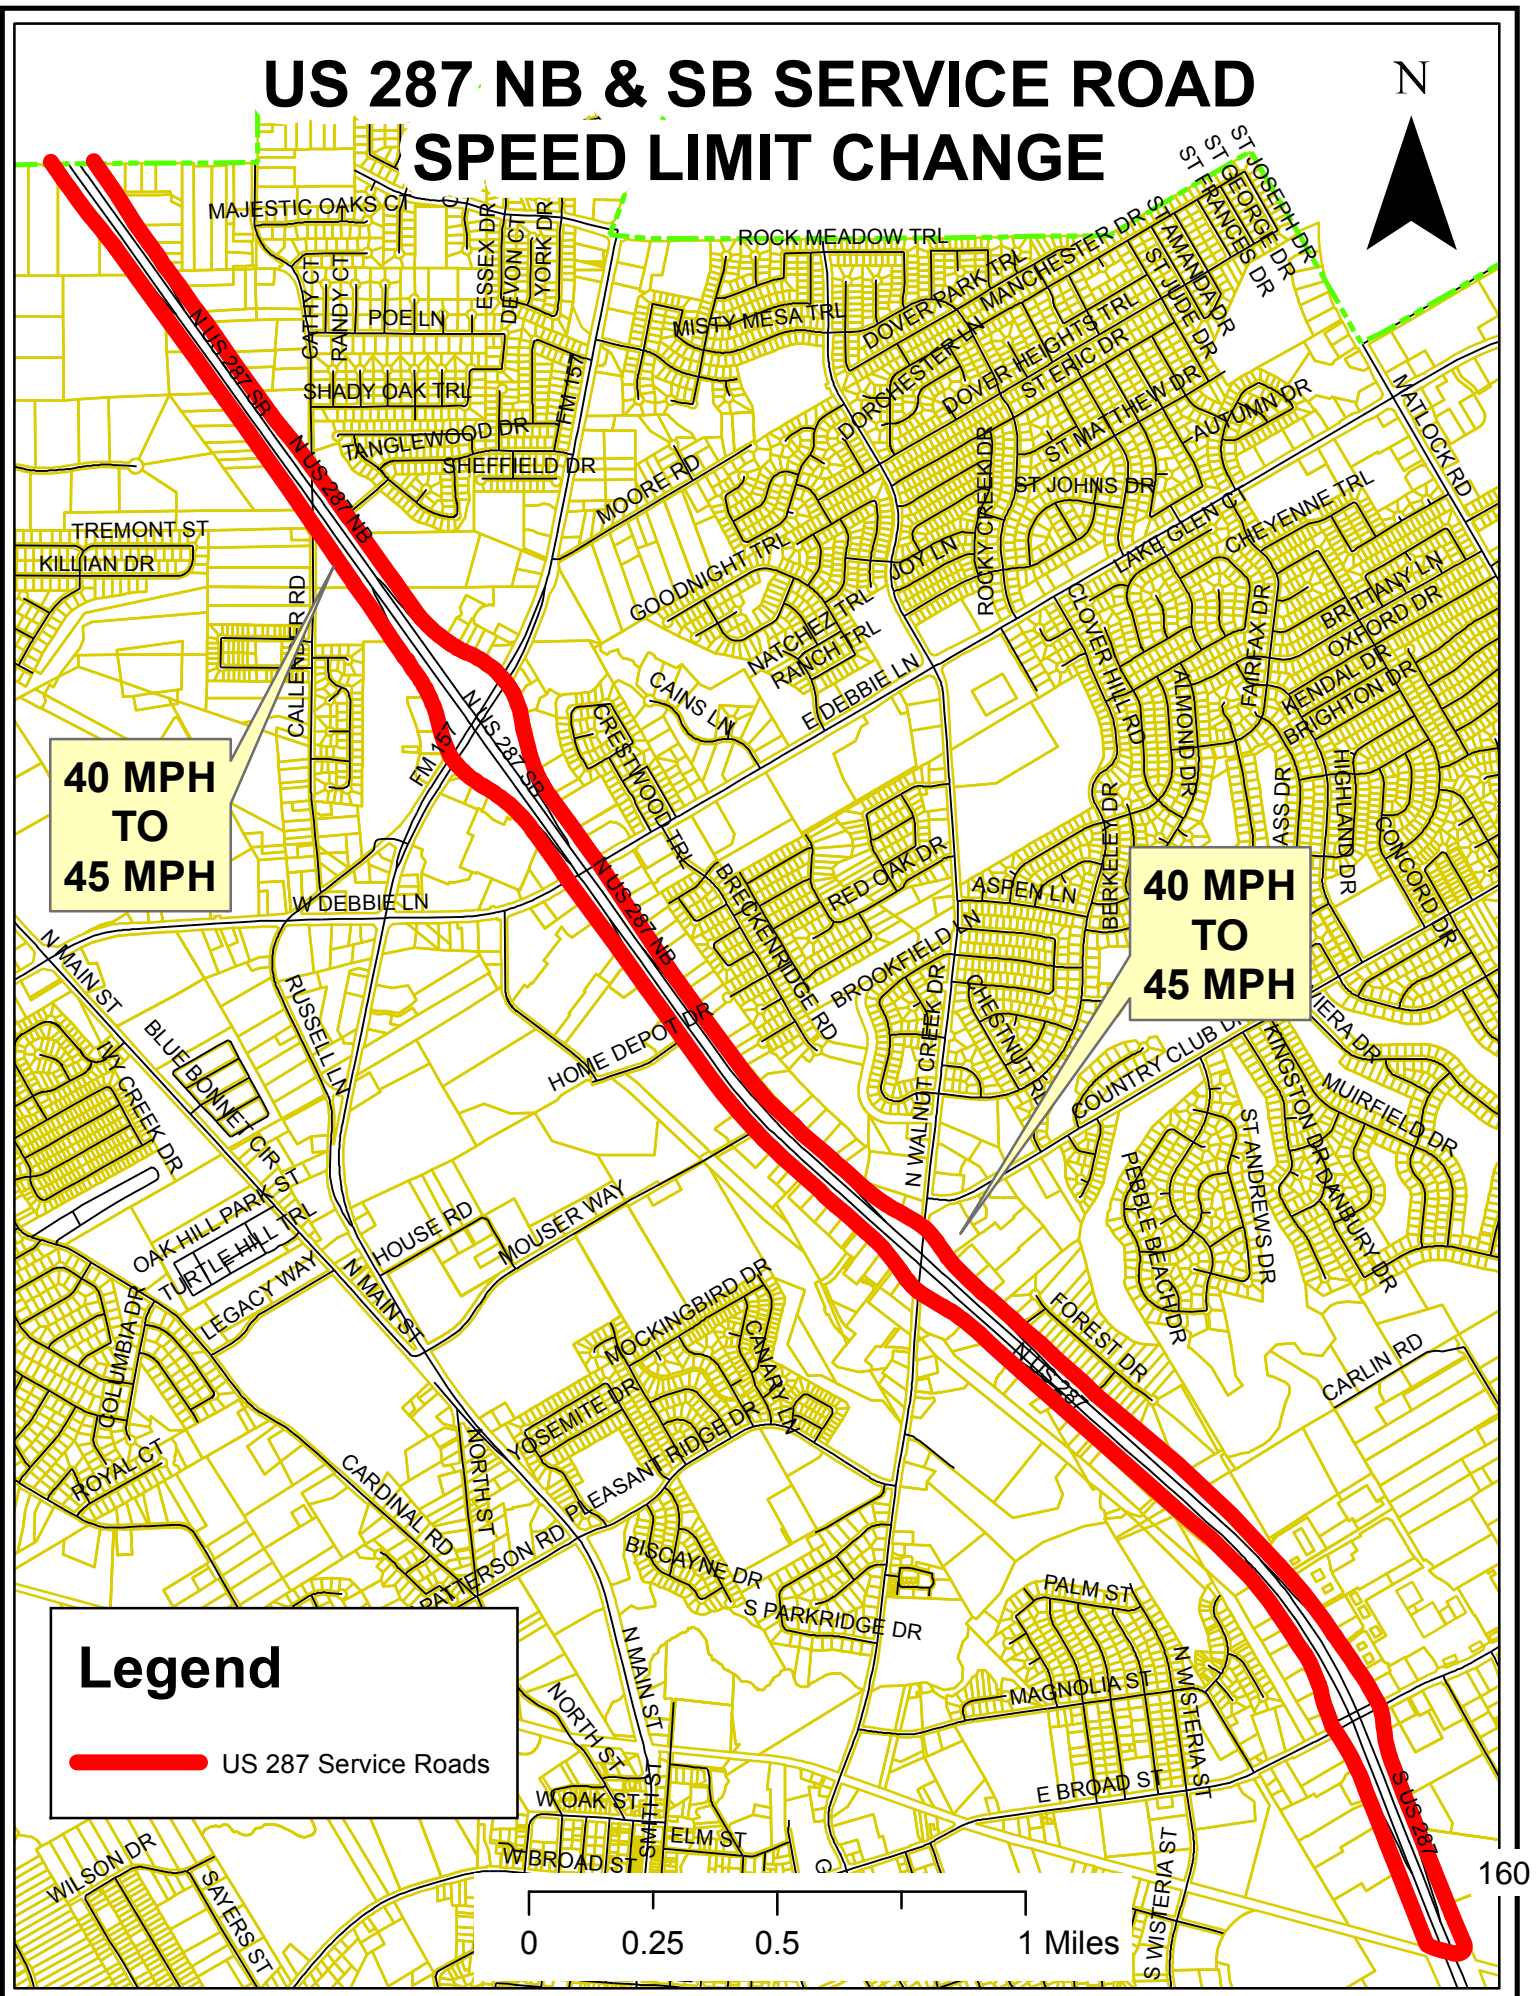 US 287 NB & SB SERVICE ROAD
SPEED LIMIT CHANGE
N
ST JOSEPH DR
ST GEORGE DR
ST FRANCES DR
ST AMANDA DR
ST JUDE DR
MAJESTIC OAKS CT
C
ESSEX DR
DEVON CT
YORK DR
ROCK MEADOW TRL
MANCHESTER DR
DOVER PARK TRL
CATHY CT
RANDY CT
POE LN
MISTY MESA TRL
DORCHESTER LN
DOVER HEIGHTS TRL
ST ERIC DR
N US 287 SB
SHADY OAK TRL
FM 157
ST MATTHEW DR
AUTUMN DR
MATLOCK RD
TANGLEWOOD DR
SHEFFIELD DR
N US 287 NB
MOORE RD
ROCKY CREEK DR
ST JOHNS DR
LAKE GLEN CT
CHEYENNE TRL
TREMONT ST
KILLIAN DR
GOODNIGHT TRL
JOY LN
BRITTANY LN
OXFORD DR
KENDAL DR
BRIGHTON DR
CALLENDER RD
NATCHEZ TRL
RANCH TRL
CLOVER HILL RD
FAIRFAX DR
CAINS LN
E DEBBIE LN
ALMOND DR
FM 157
N US 287 SB
CRESTWOOD TRL
40 MPH
TO
45 MPH
BERKELEY DR
ASS DR
HIGHLAND DR
CONCORD DR
40 MPH
TO
45 MPH
N US 287 NB
BRECKENRIDGE RD
RED OAK DR
ASPEN LN
W DEBBIE LN
BROOKFIELD LN
N MAIN ST
RUSSELL LN
N WALNUT CREEK DR
CHESTNUT RD
COUNTRY CLUB D
IERA DR
KINGSTON DR
MUIRFIELD DR
BLUEBONNET CIR
IVY CREEK DR
HOME DEPOT DR
ST ANDREWS DR
DANBURY DR
PEBBLE BEACH DR
OAK HILL PARK ST
TURTLE HILL TRL
LEGACY WAY
HOUSE RD
MOUSER WAY
N MAIN ST
COLUMBIA DR
MOCKINGBIRD DR
CANARY LN
FOREST DR
N US 287
CARLIN RD
YOSEMITE DR
PLEASANT RIDGE DR
ROYAL CT
CARDINAL RD
NORTH ST
PATTERSON RD
BISCAYNE DR
S PARKRIDGE DR
PALM ST
MAGNOLIA ST
N WISTERIA ST
N MAIN ST
NORTH ST
Legend
US 287 Service Roads
W OAK ST
SMITH ST
ELM ST
W BROAD ST
E BROAD ST
S US 287
WILSON DR
SAYERS ST
G
S WISTERIA ST
160
0 0.25 0.5 1 Miles